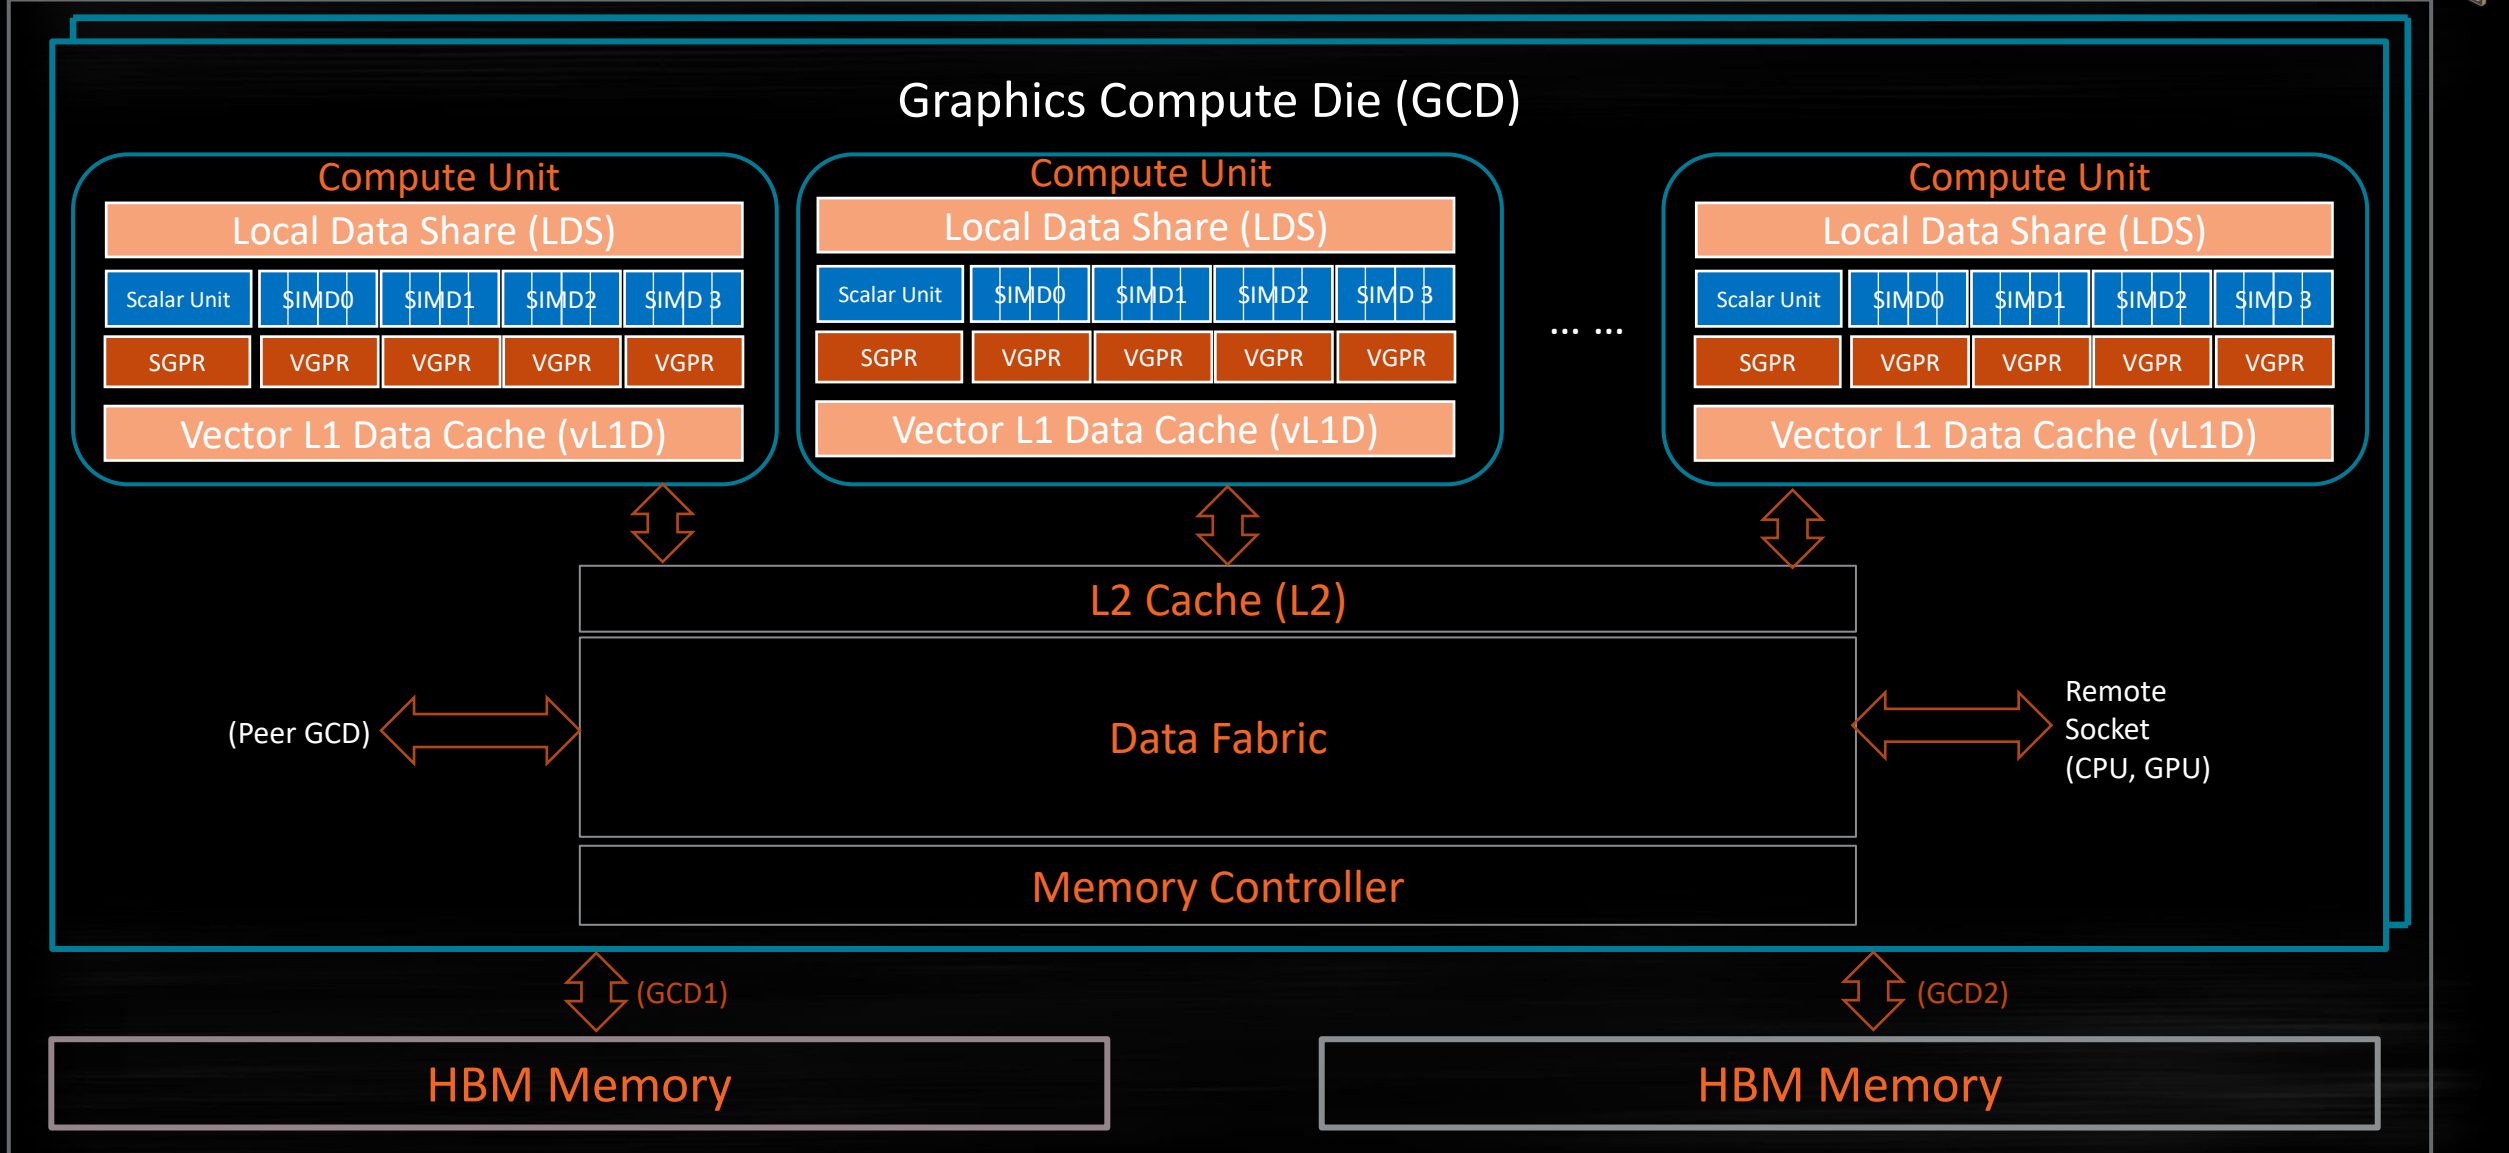 Graphics Compute Die (GCD)
Compute Unit
Local Data Share (LDS)
Scalar Unit SIMD0 SIMD1 SIMD2 SIMD 3
SGPR VGPR VGPR VGPR VGPR
Vector L1 Data Cache (vL1D)
Compute Unit
Local Data Share (LDS)
Scalar Unit SIMD0 SIMD1 SIMD2 SIMD 3
SGPR VGPR VGPR VGPR VGPR
Vector L1 Data Cache (vL1D)
... ...
Compute Unit
Local Data Share (LDS)
Scalar Unit SIMD0 SIMD1 SIMD2 SIMD 3
SGPR VGPR VGPR VGPR VGPR
Vector L1 Data Cache (vL1D)
L2 Cache (L2)
(Peer GCD)
Data Fabric
Remote
Socket
(CPU, GPU)
Memory Controller
(GCD1)
(GCD2)
HBM Memory
HBM Memory